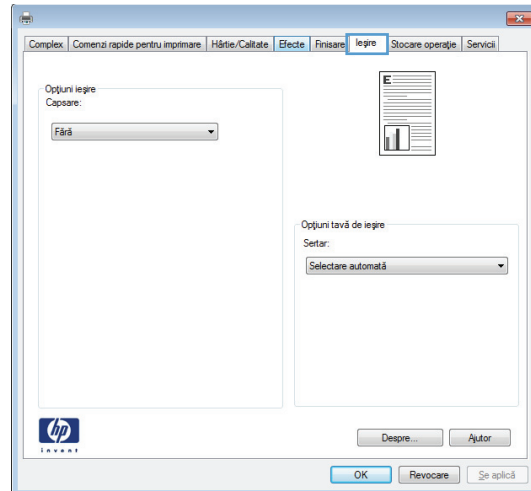 Complex Comenzi rapide pentru imprimare Hârtie/Calitate Efecte Finisare Ieşire Stocare operaţie Servicii
Opţiuni ieşire
Capsare:
Fără
E
Opţiuni tavă de ieşire
Sertar:
Selectare automată
hp
invent
Despre... Ajutor
OK Revocare Se aplică